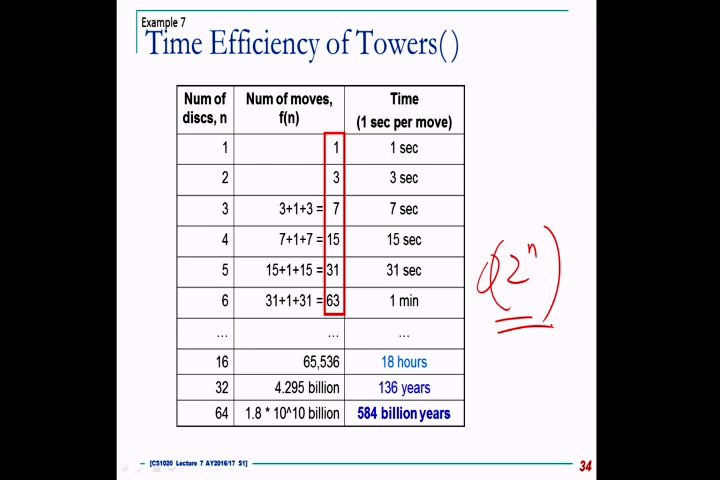 Example 7
Time Efficiency of Towers()
Num of discs, n Num of moves, f(n) Time (1 sec per move)
1 1 1 sec
2 3 3 sec
3 3+1+3 = 7 7 sec
4 7+1+7 = 15 15 sec
5 15+1+15 = 31 31 sec
6 31+1+31 = 63 1 min
… … …
16 65,536 18 hours
32 4.295 billion 136 years
64 1.8 * 10^10 billion 584 billion years
O(2^n)
[CS1020 Lecture 7 AY2016/17 S1]
34